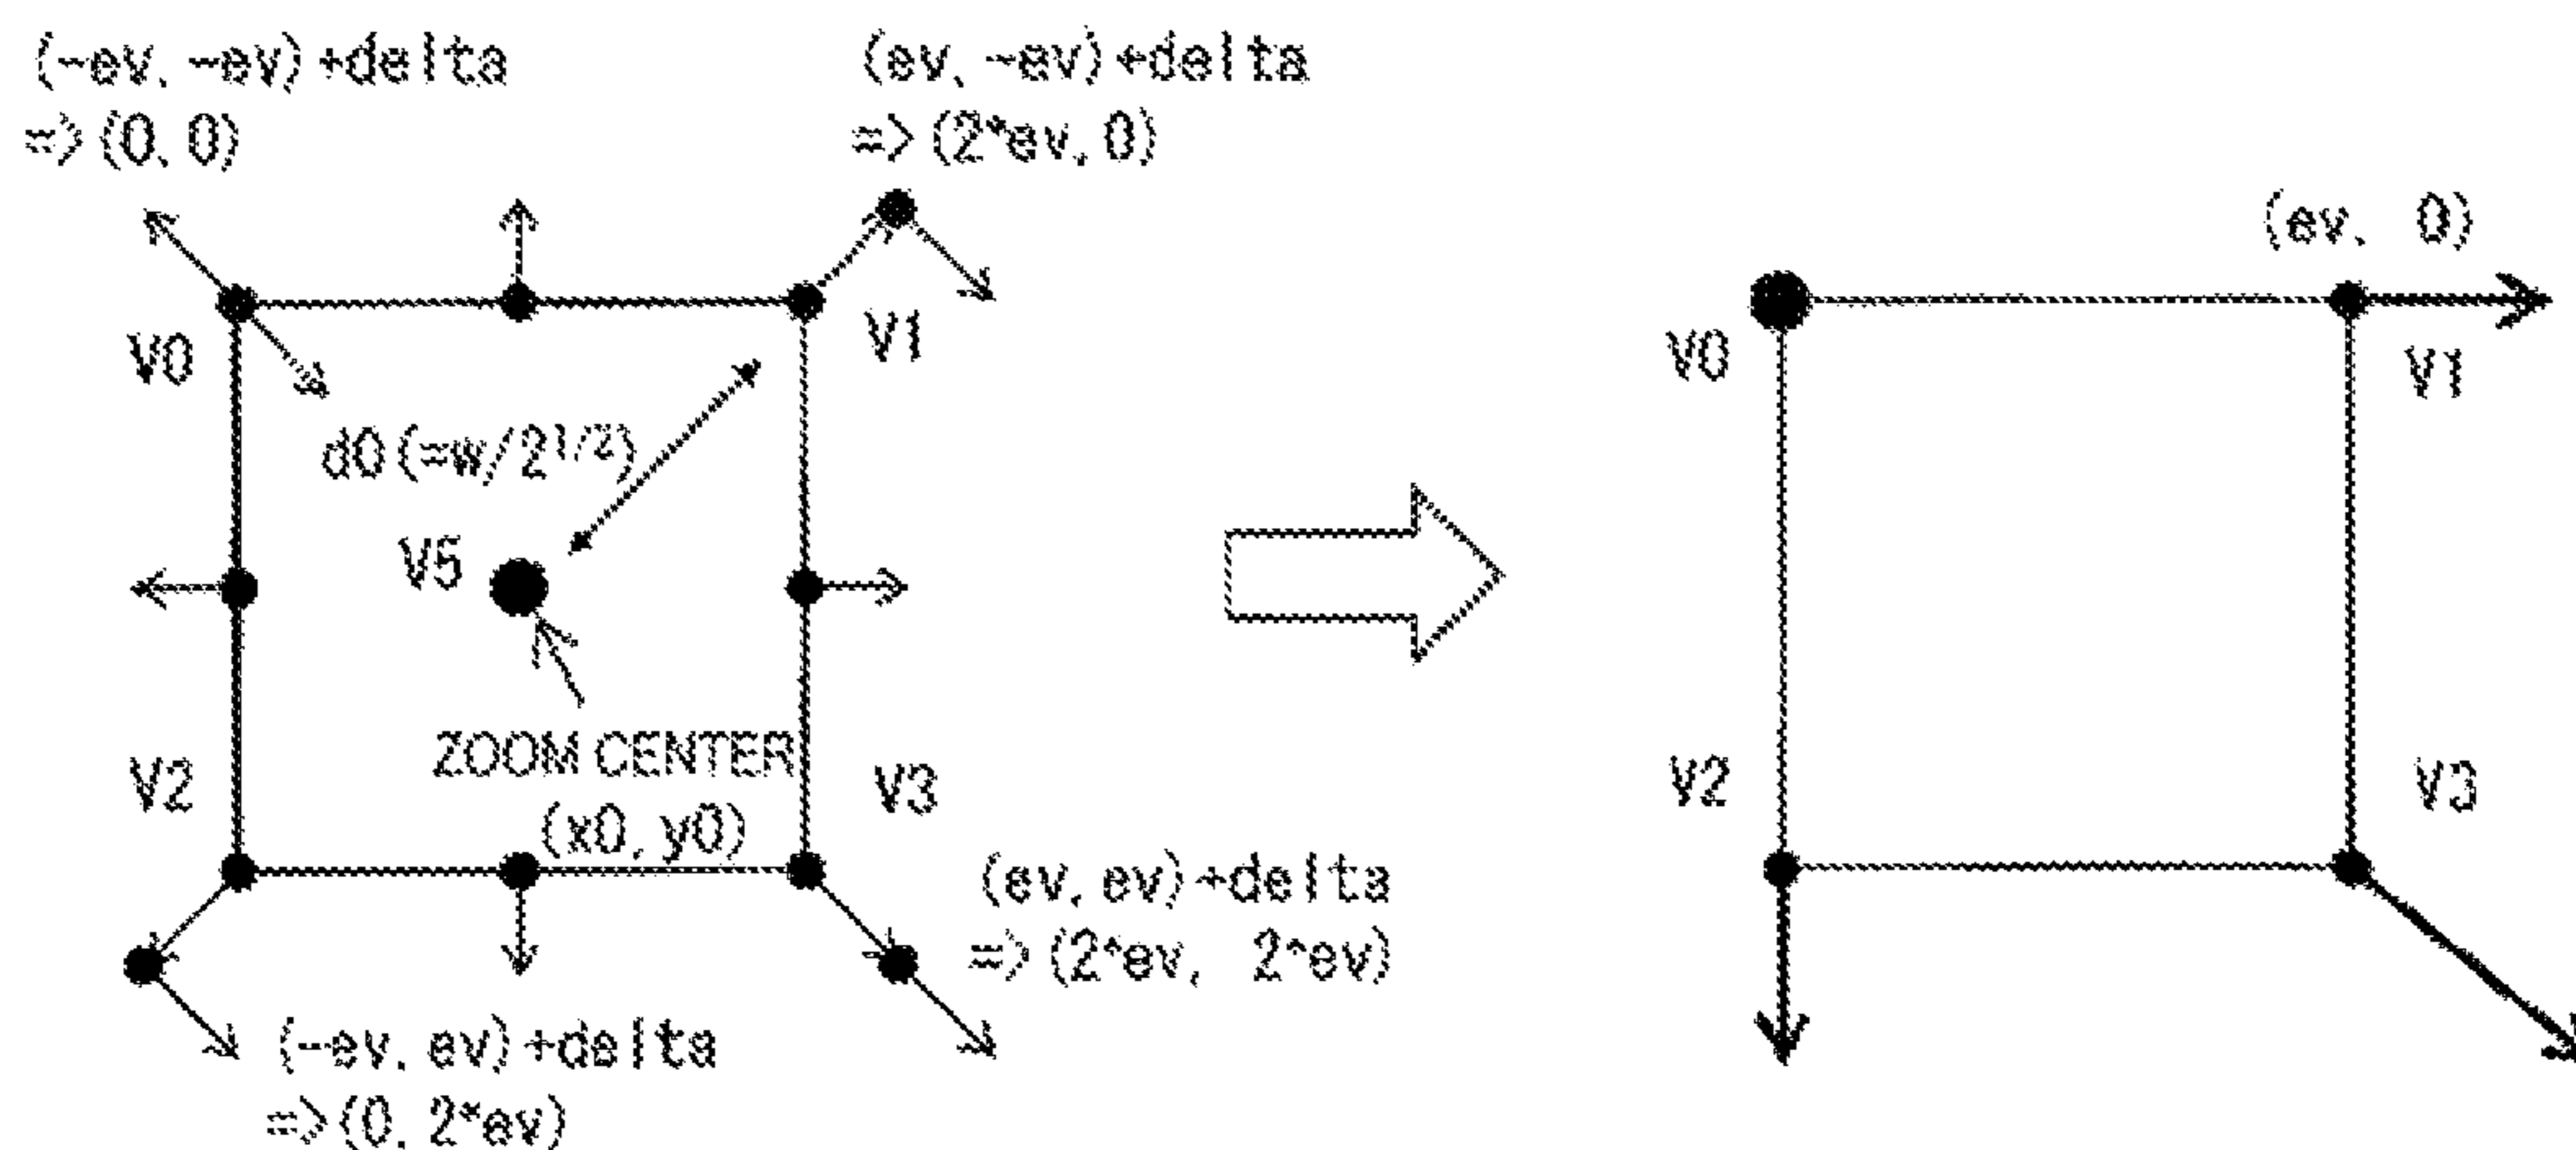 (-ev, -ev)+delta
=>(0, 0)
(ev, -ev)+delta
=>(2*ev, 0)
V0
V1
d0(=w/2^{1/2})
V5
ZOOM CENTER
(x0, y0)
V2
V3
(ev, ev)+delta
=>(2*ev, 2*ev)
(-ev, ev)+delta
=>(0, 2*ev)
(ev, 0)
V0
V1
V2
V3